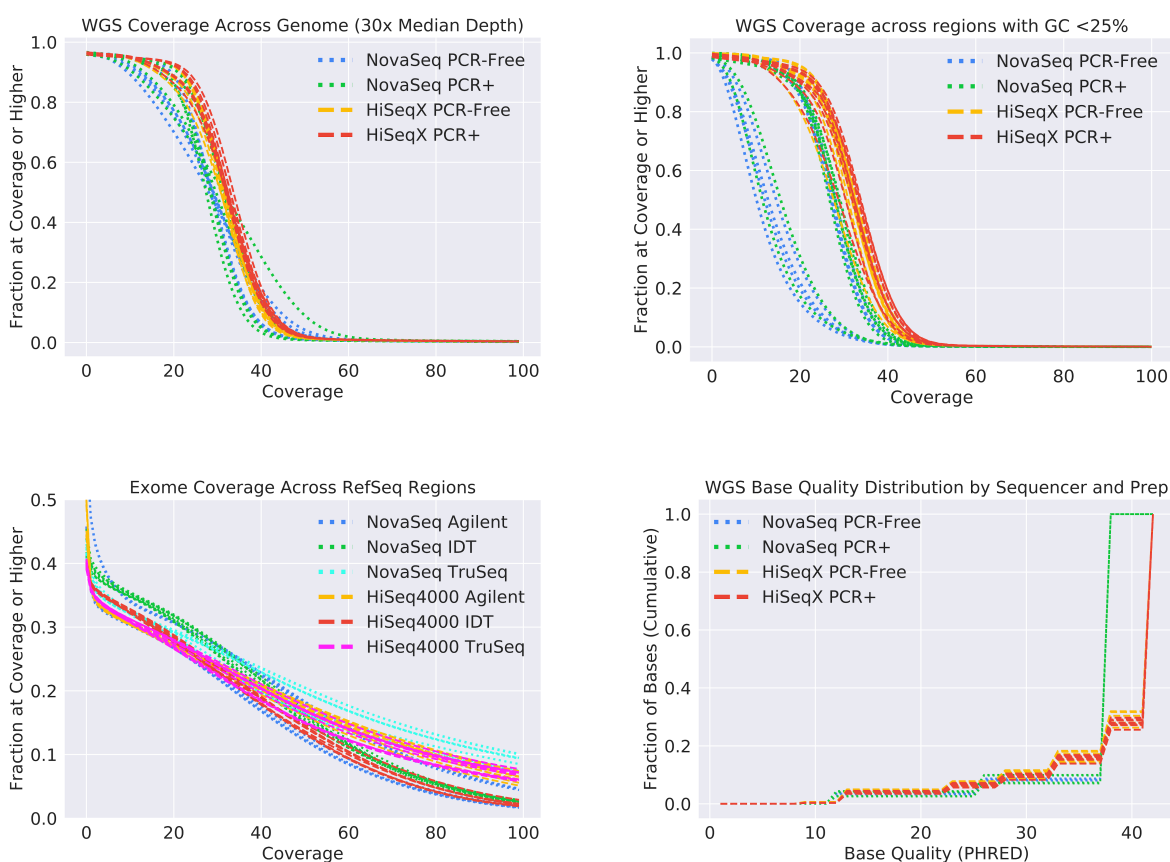 WGS Coverage Across Genome (30x Median Depth)
Fraction at Coverage or Higher
1.0
0.8
0.6
0.4
0.2
0.0
NovaSeq PCR-Free
NovaSeq PCR+
HiSeqX PCR-Free
HiSeqX PCR+
0 20 40 60 80 100
Coverage
WGS Coverage across regions with GC <25%
Fraction at Coverage or Higher
1.0
0.8
0.6
0.4
0.2
0.0
NovaSeq PCR-Free
NovaSeq PCR+
HiSeqX PCR-Free
HiSeqX PCR+
0 20 40 60 80 100
Coverage
Exome Coverage Across RefSeq Regions
Fraction at Coverage or Higher
0.5
0.4
0.3
0.2
0.1
0.0
NovaSeq Agilent
NovaSeq IDT
NovaSeq TruSeq
HiSeq4000 Agilent
HiSeq4000 IDT
HiSeq4000 TruSeq
0 20 40 60 80 100
Coverage
WGS Base Quality Distribution by Sequencer and Prep
Fraction of Bases (Cumulative)
1.0
0.8
0.6
0.4
0.2
0.0
NovaSeq PCR-Free
NovaSeq PCR+
HiSeqX PCR-Free
HiSeqX PCR+
0 10 20 30 40
Base Quality (PHRED)